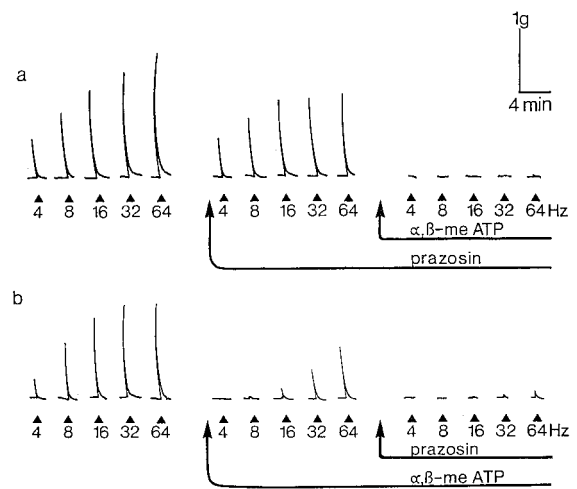 1g
4 min
a
4 8 16 32 64 4 8 16 32 64 4 8 16 32 64 Hz
α,ß-me ATP
prazosin
b
4 8 16 32 64 4 8 16 32 64 4 8 16 32 64 Hz
prazosin
α,ß-me ATP